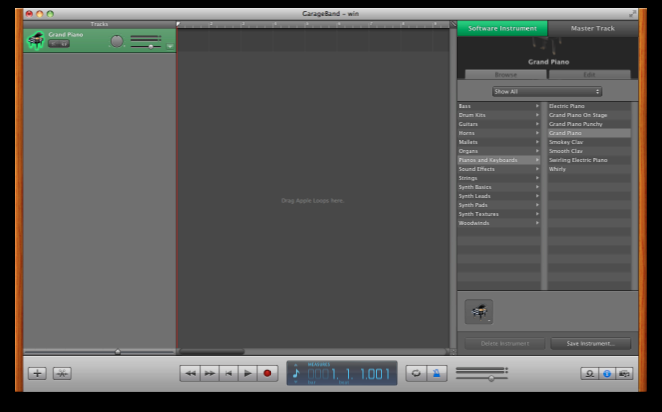 GarageBand – win
Tracks
Software Instrument
Master Track
Grand Piano
Grand Piano
Browse
Edit
Show All
Bass
Drum Kits
Guitars
Horns
Mallets
Organs
Pianos and Keyboards
Sound Effects
Strings
Synth Basics
Synth Leads
Synth Pads
Synth Textures
Woodwinds
Electric Piano
Grand Piano On Stage
Grand Piano Punchy
Grand Piano
Smokey Clav
Smooth Clav
Swirling Electric Piano
Whirly
Drag Apple Loops here.
Delete Instrument
Save Instrument...
MEASURES
001. 1. 1.001